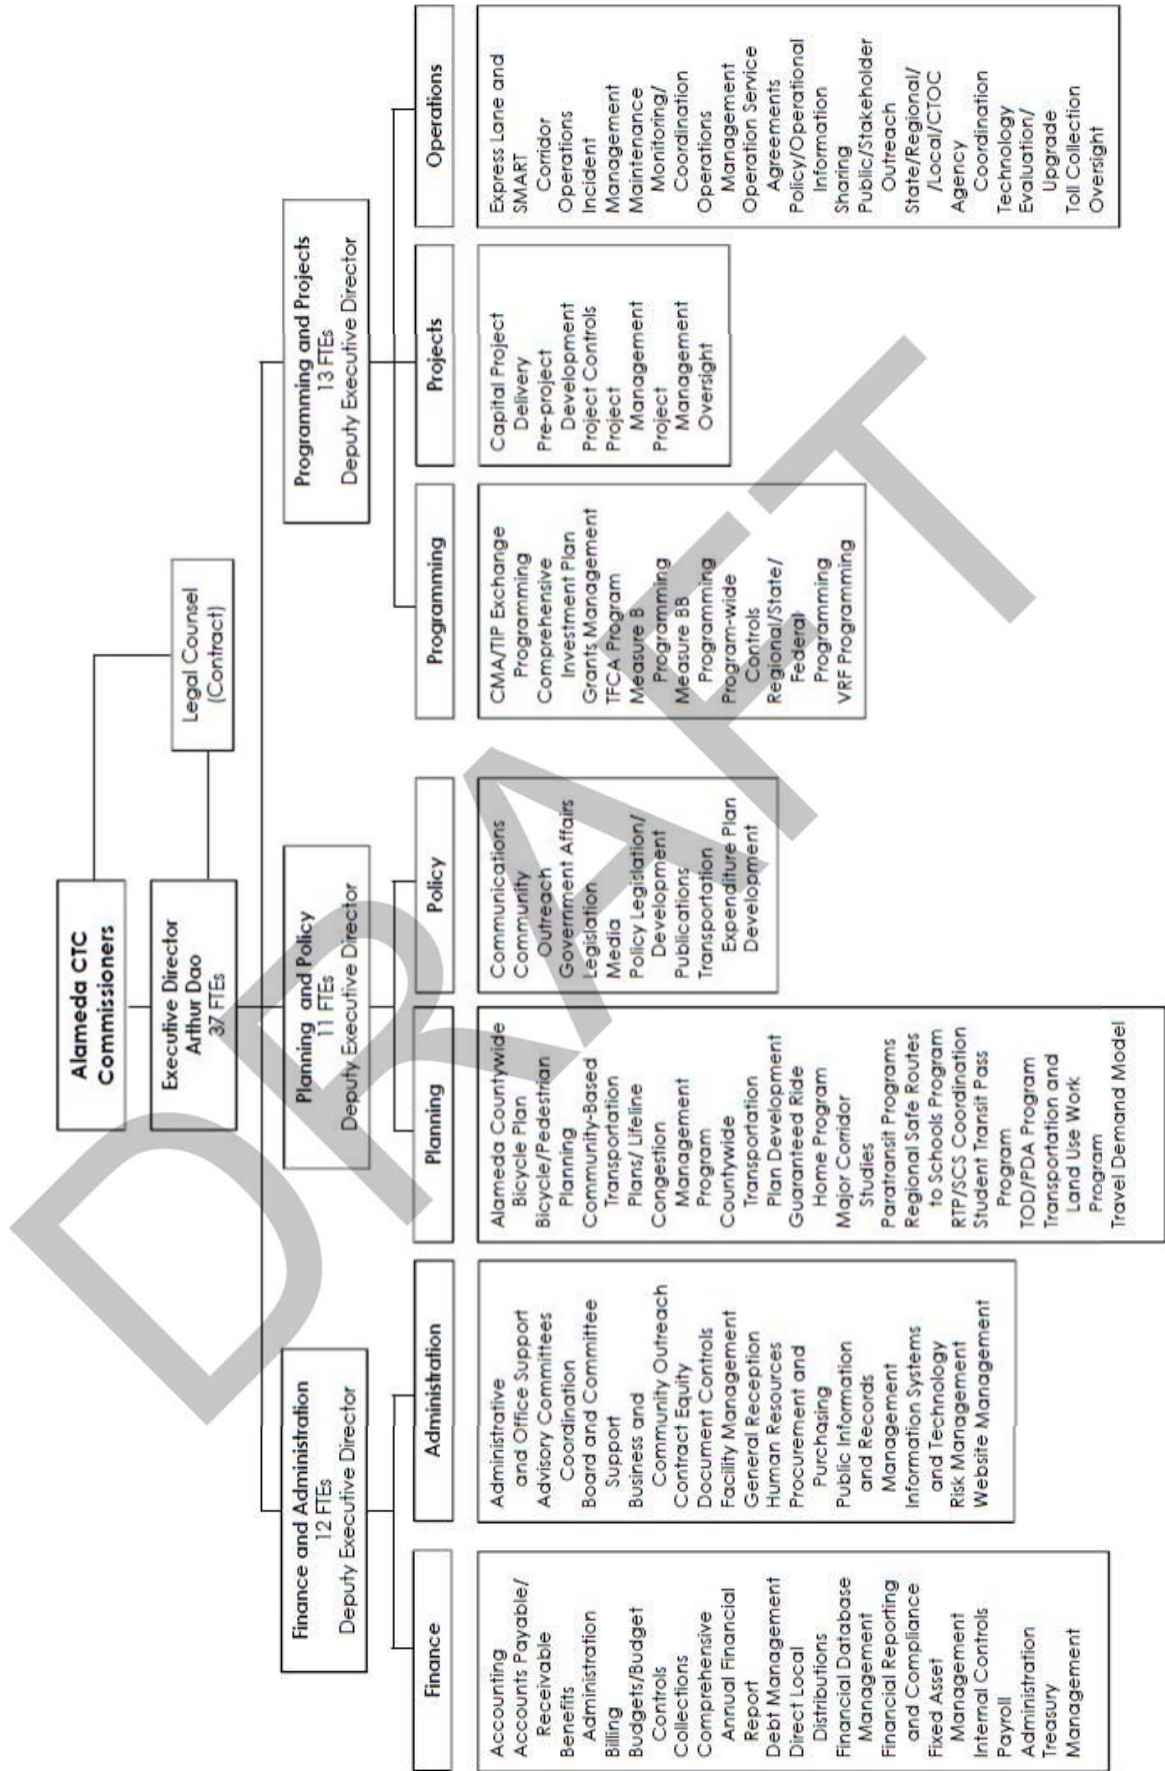 Alameda CTC
Commissioners
Executive Director
Arthur Dao
37 FTEs
Legal Counsel
(Contract)
Finance and Administration
12 FTEs
Deputy Executive Director
Planning and Policy
11 FTEs
Deputy Executive Director
Programming and Projects
13 FTEs
Deputy Executive Director
Finance
Accounting
Accounts Payable/
Receivable
Benefits
Administration
Billing
Budgets/Budget
Controls
Collections
Comprehensive
Annual Financial
Report
Debt Management
Direct Local
Distributions
Financial Database
Management
Financial Reporting
and Compliance
Fixed Asset
Management
Internal Controls
Payroll
Administration
Treasury
Management
Administration
Administrative
and Office Support
Advisory Committees
Coordination
Board and Committee
Support
Business and
Community Outreach
Contract Equity
Document Controls
Facility Management
General Reception
Human Resources
Procurement and
Purchasing
Public Information
and Records
Management
Information Systems
and Technology
Risk Management
Website Management
Planning
Alameda Countywide
Bicycle Plan
Bicycle/Pedestrian
Planning
Community-Based
Transportation
Plans/ Lifeline
Congestion
Management
Program
Countywide
Transportation
Plan Development
Guaranteed Ride
Home Program
Major Corridor
Studies
Paratransit Programs
Regional Safe Routes
to Schools Program
RTP/SCS Coordination
Student Transit Pass
Program
TOD/PDA Program
Transportation and
Land Use Work
Program
Travel Demand Model
Policy
Communications
Community
Outreach
Government Affairs
Legislation
Media
Policy Legislation/
Development
Publications
Transportation
Expenditure Plan
Development
Programming
CMA/TIP Exchange
Programming
Comprehensive
Investment Plan
Grants Management
TFCA Program
Measure B
Programming
Measure BB
Programming
Program-wide
Controls
Regional/State/
Federal
Programming
VRF Programming
Projects
Capital Project
Delivery
Pre-project
Development
Project Controls
Project
Management
Project
Management
Oversight
Operations
Express Lane and
SMART
Corridor
Operations
Incident
Management
Maintenance
Monitoring/
Coordination
Operations
Management
Operation Service
Agreements
Policy/Operational
Information
Sharing
Public/Stakeholder
Outreach
State/Regional/
/Local/CTOC
Agency
Coordination
Technology
Evaluation/
Upgrade
Toll Collection
Oversight
DRAFT